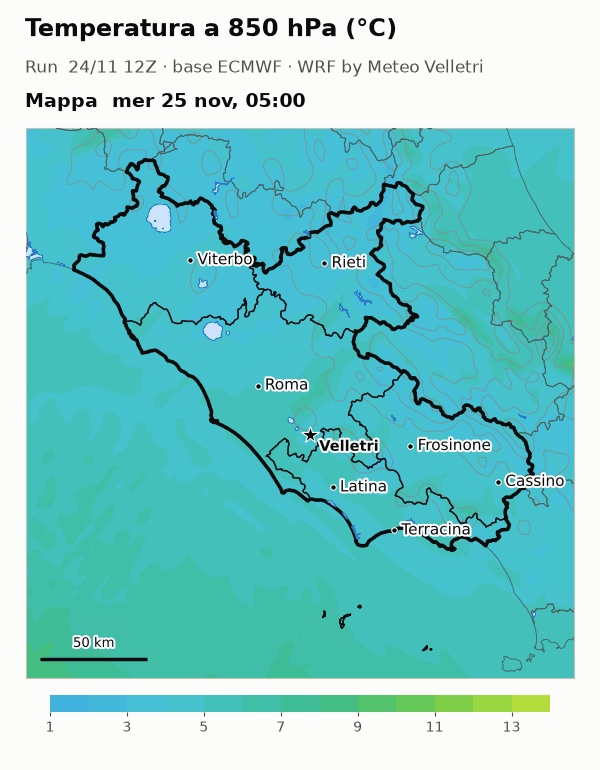 Temperatura a 850 hPa (°C)
Run  24/11 12Z · base ECMWF · WRF by Meteo Velletri
Mappa  mer 25 nov, 05:00
Viterbo
Rieti
Roma
Velletri
Frosinone
Latina
Cassino
Terracina
50 km
1 3 5 7 9 11 13